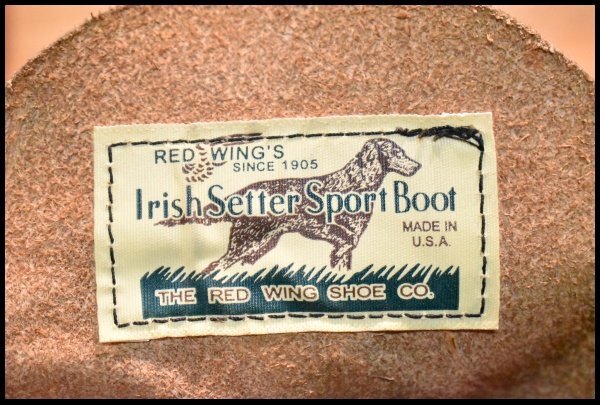 RED WING'S
SINCE 1905
Irish Setter Sport Boot
MADE IN
U.S.A.
THE RED WING SHOE CO.